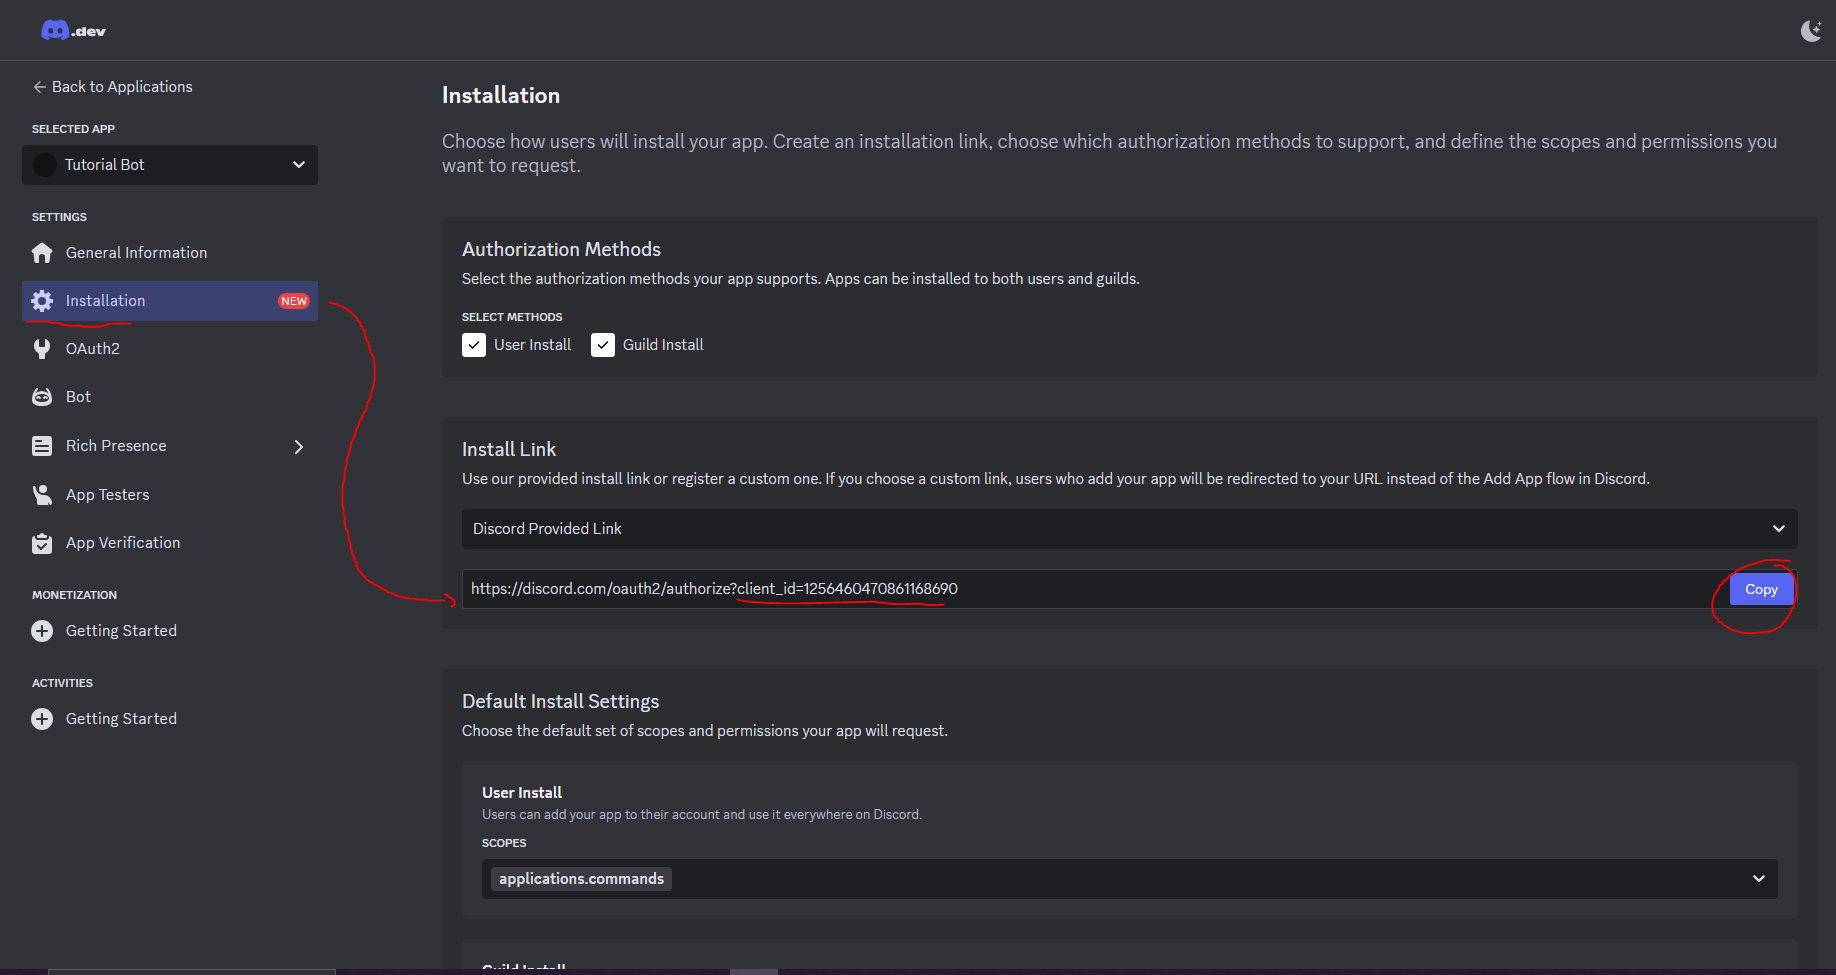 .dev
Back to Applications
SELECTED APP
Tutorial Bot
SETTINGS
General Information
Installation NEW
OAuth2
Bot
Rich Presence
App Testers
App Verification
MONETIZATION
Getting Started
ACTIVITIES
Getting Started
Installation
Choose how users will install your app. Create an installation link, choose which authorization methods to support, and define the scopes and permissions you
want to request.
Authorization Methods
Select the authorization methods your app supports. Apps can be installed to both users and guilds.
SELECT METHODS
User Install Guild Install
Install Link
Use our provided install link or register a custom one. If you choose a custom link, users who add your app will be redirected to your URL instead of the Add App flow in Discord.
Discord Provided Link
https://discord.com/oauth2/authorize?client_id=1256460470861168690 Copy
Default Install Settings
Choose the default set of scopes and permissions your app will request.
User Install
Users can add your app to their account and use it everywhere on Discord.
SCOPES
applications.commands
Guild Install